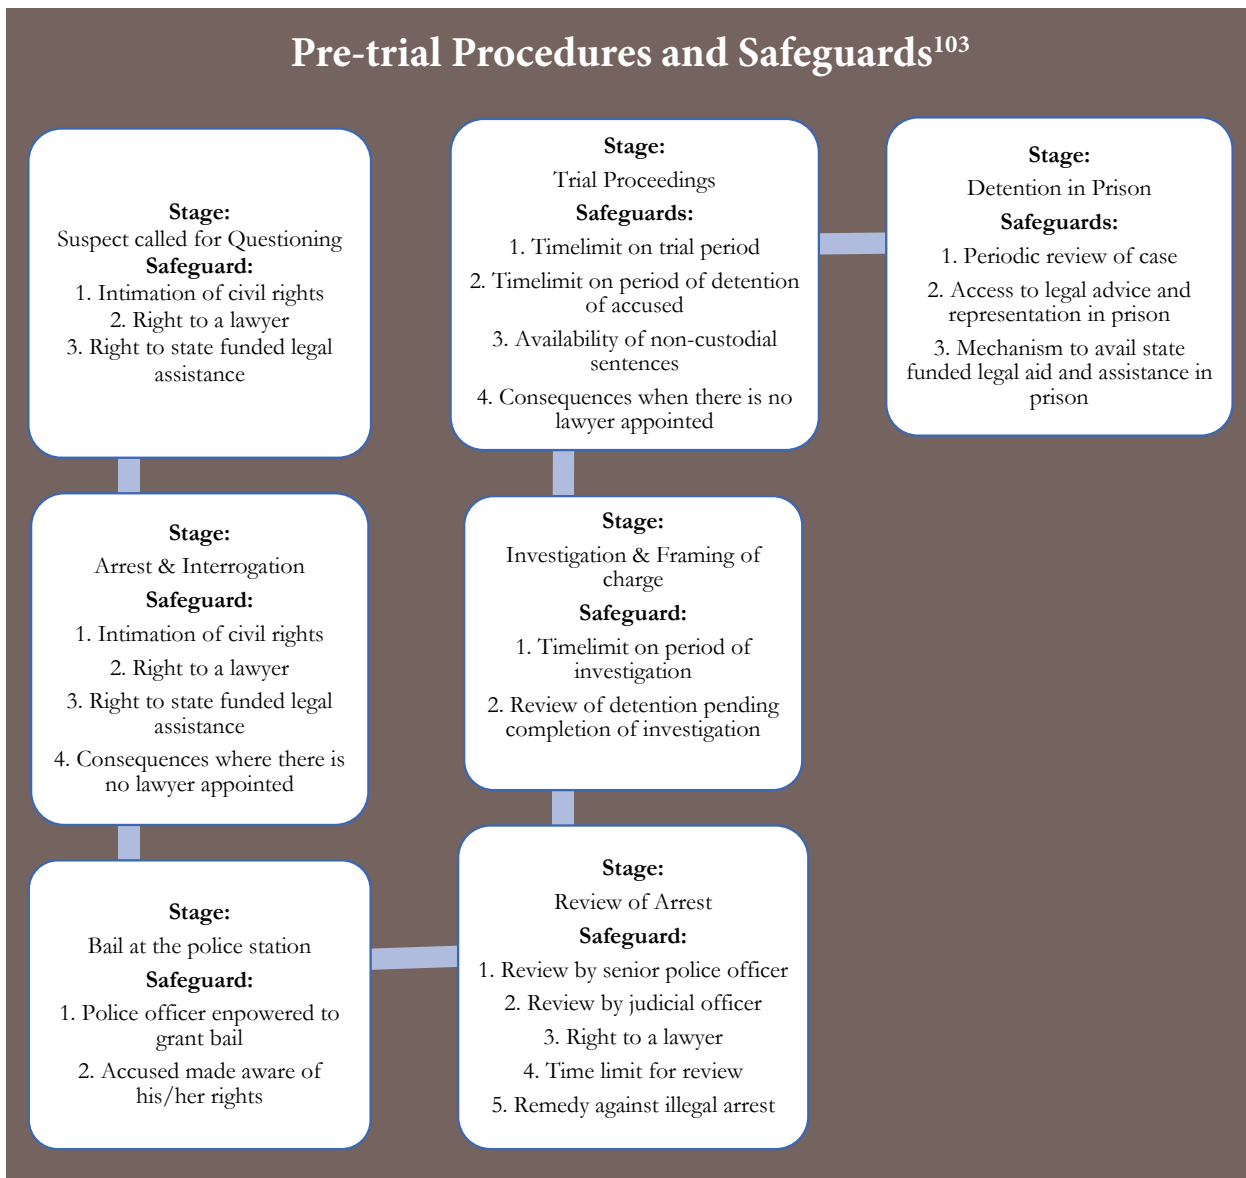 Pre-trial Procedures and Safeguards103
Stage:
Suspect called for Questioning
Safeguard:
1. Intimation of civil rights
2. Right to a lawyer
3. Right to state funded legal
assistance
Stage:
Arrest & Interrogation
Safeguard:
1. Intimation of civil rights
2. Right to a lawyer
3. Right to state funded legal
assistance
4. Consequences where there is
no lawyer appointed
Stage:
Bail at the police station
Safeguard:
1. Police officer enpowered to
grant bail
2. Accused made aware of
his/her rights
Stage:
Review of Arrest
Safeguard:
1. Review by senior police officer
2. Review by judicial officer
3. Right to a lawyer
4. Time limit for review
5. Remedy against illegal arrest
Stage:
Investigation & Framing of
charge
Safeguard:
1. Timelimit on period of
investigation
2. Review of detention pending
completion of investigation
Stage:
Trial Proceedings
Safeguards:
1. Timelimit on trial period
2. Timelimit on period of detention
of accused
3. Availability of non-custodial
sentences
4. Consequences when there is no
lawyer appointed
Stage:
Detention in Prison
Safeguards:
1. Periodic review of case
2. Access to legal advice and
representation in prison
3. Mechanism to avail state
funded legal aid and assistance in
prison